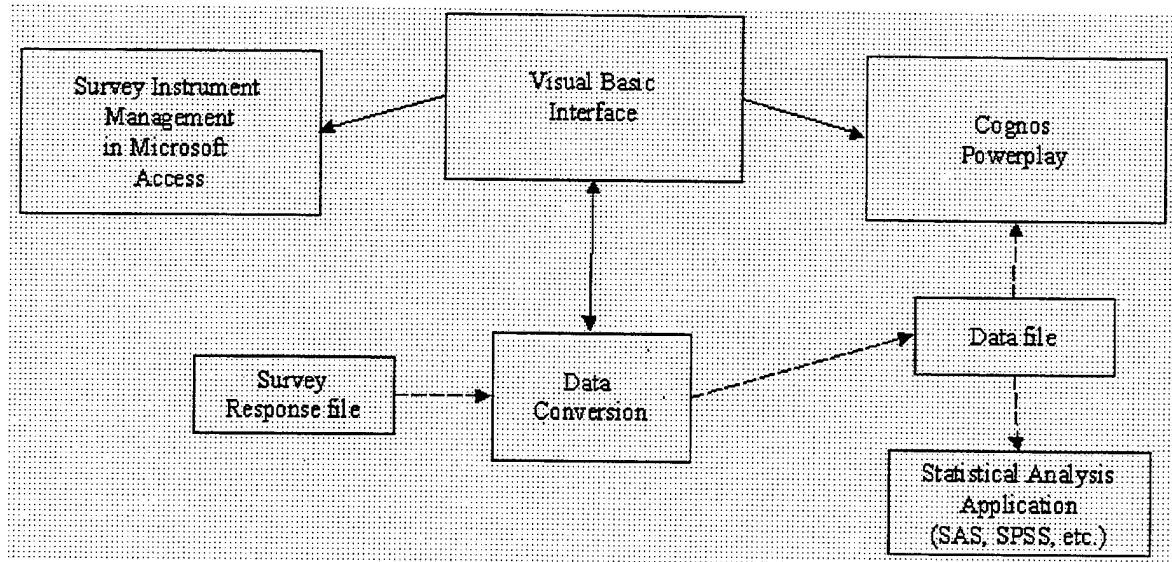 Survey Instrument
Management
in Microsoft
Access
Visual Basic
Interface
Cognos
Powerplay
Survey
Response file
Data
Conversion
Data file
Statistical Analysis
Application
(SAS, SPSS, etc.)